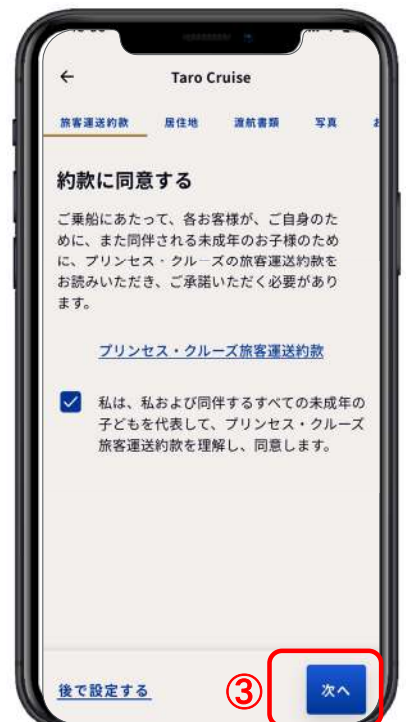 ← Taro Cruise
旅客運送約款 居住地 渡航書類 写真
約款に同意する
ご乗船にあたって、各お客様が、ご自身のた
めに、また同伴される未成年のお子様のため
に、プリンセス・クルーズの旅客運送約款を
お読みいただき、ご承諾いただく必要があり
ます。
プリンセス・クルーズ旅客運送約款
私は、私および同伴するすべての未成年の
子どもを代表して、プリンセス・クルーズ
旅客運送約款を理解し、同意します。
後で設定する ③ 次へ